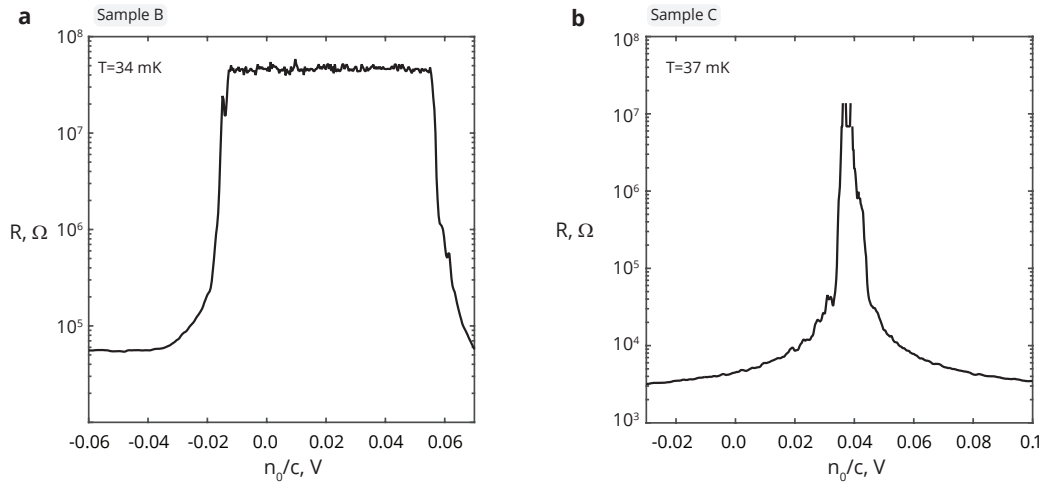 a
Sample B
10⁸
10⁷
10⁶
10⁵
R, Ω
T=34 mK
-0.06 -0.04 -0.02 0.0 0.02 0.04 0.06
n₀/c, V
b
Sample C
10⁸
10⁷
10⁶
10⁵
10⁴
10³
R, Ω
T=37 mK
-0.02 0.0 0.02 0.04 0.06 0.08 0.1
n₀/c, V